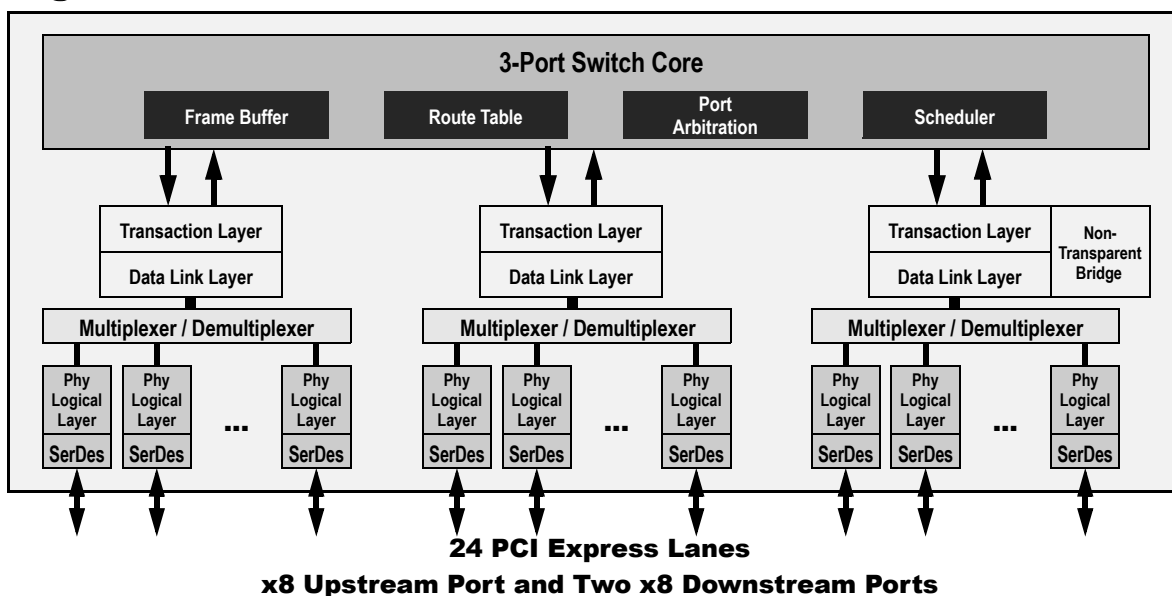 3-Port Switch Core
Frame Buffer
Route Table
Port
Arbitration
Scheduler
Transaction Layer
Data Link Layer
Transaction Layer
Data Link Layer
Transaction Layer
Data Link Layer
Non-
Transparent
Bridge
Multiplexer / Demultiplexer
Multiplexer / Demultiplexer
Multiplexer / Demultiplexer
Phy
Logical
Layer
SerDes
Phy
Logical
Layer
SerDes
...
Phy
Logical
Layer
SerDes
Phy
Logical
Layer
SerDes
Phy
Logical
Layer
SerDes
...
Phy
Logical
Layer
SerDes
Phy
Logical
Layer
SerDes
Phy
Logical
Layer
SerDes
...
Phy
Logical
Layer
SerDes
24 PCI Express Lanes
x8 Upstream Port and Two x8 Downstream Ports